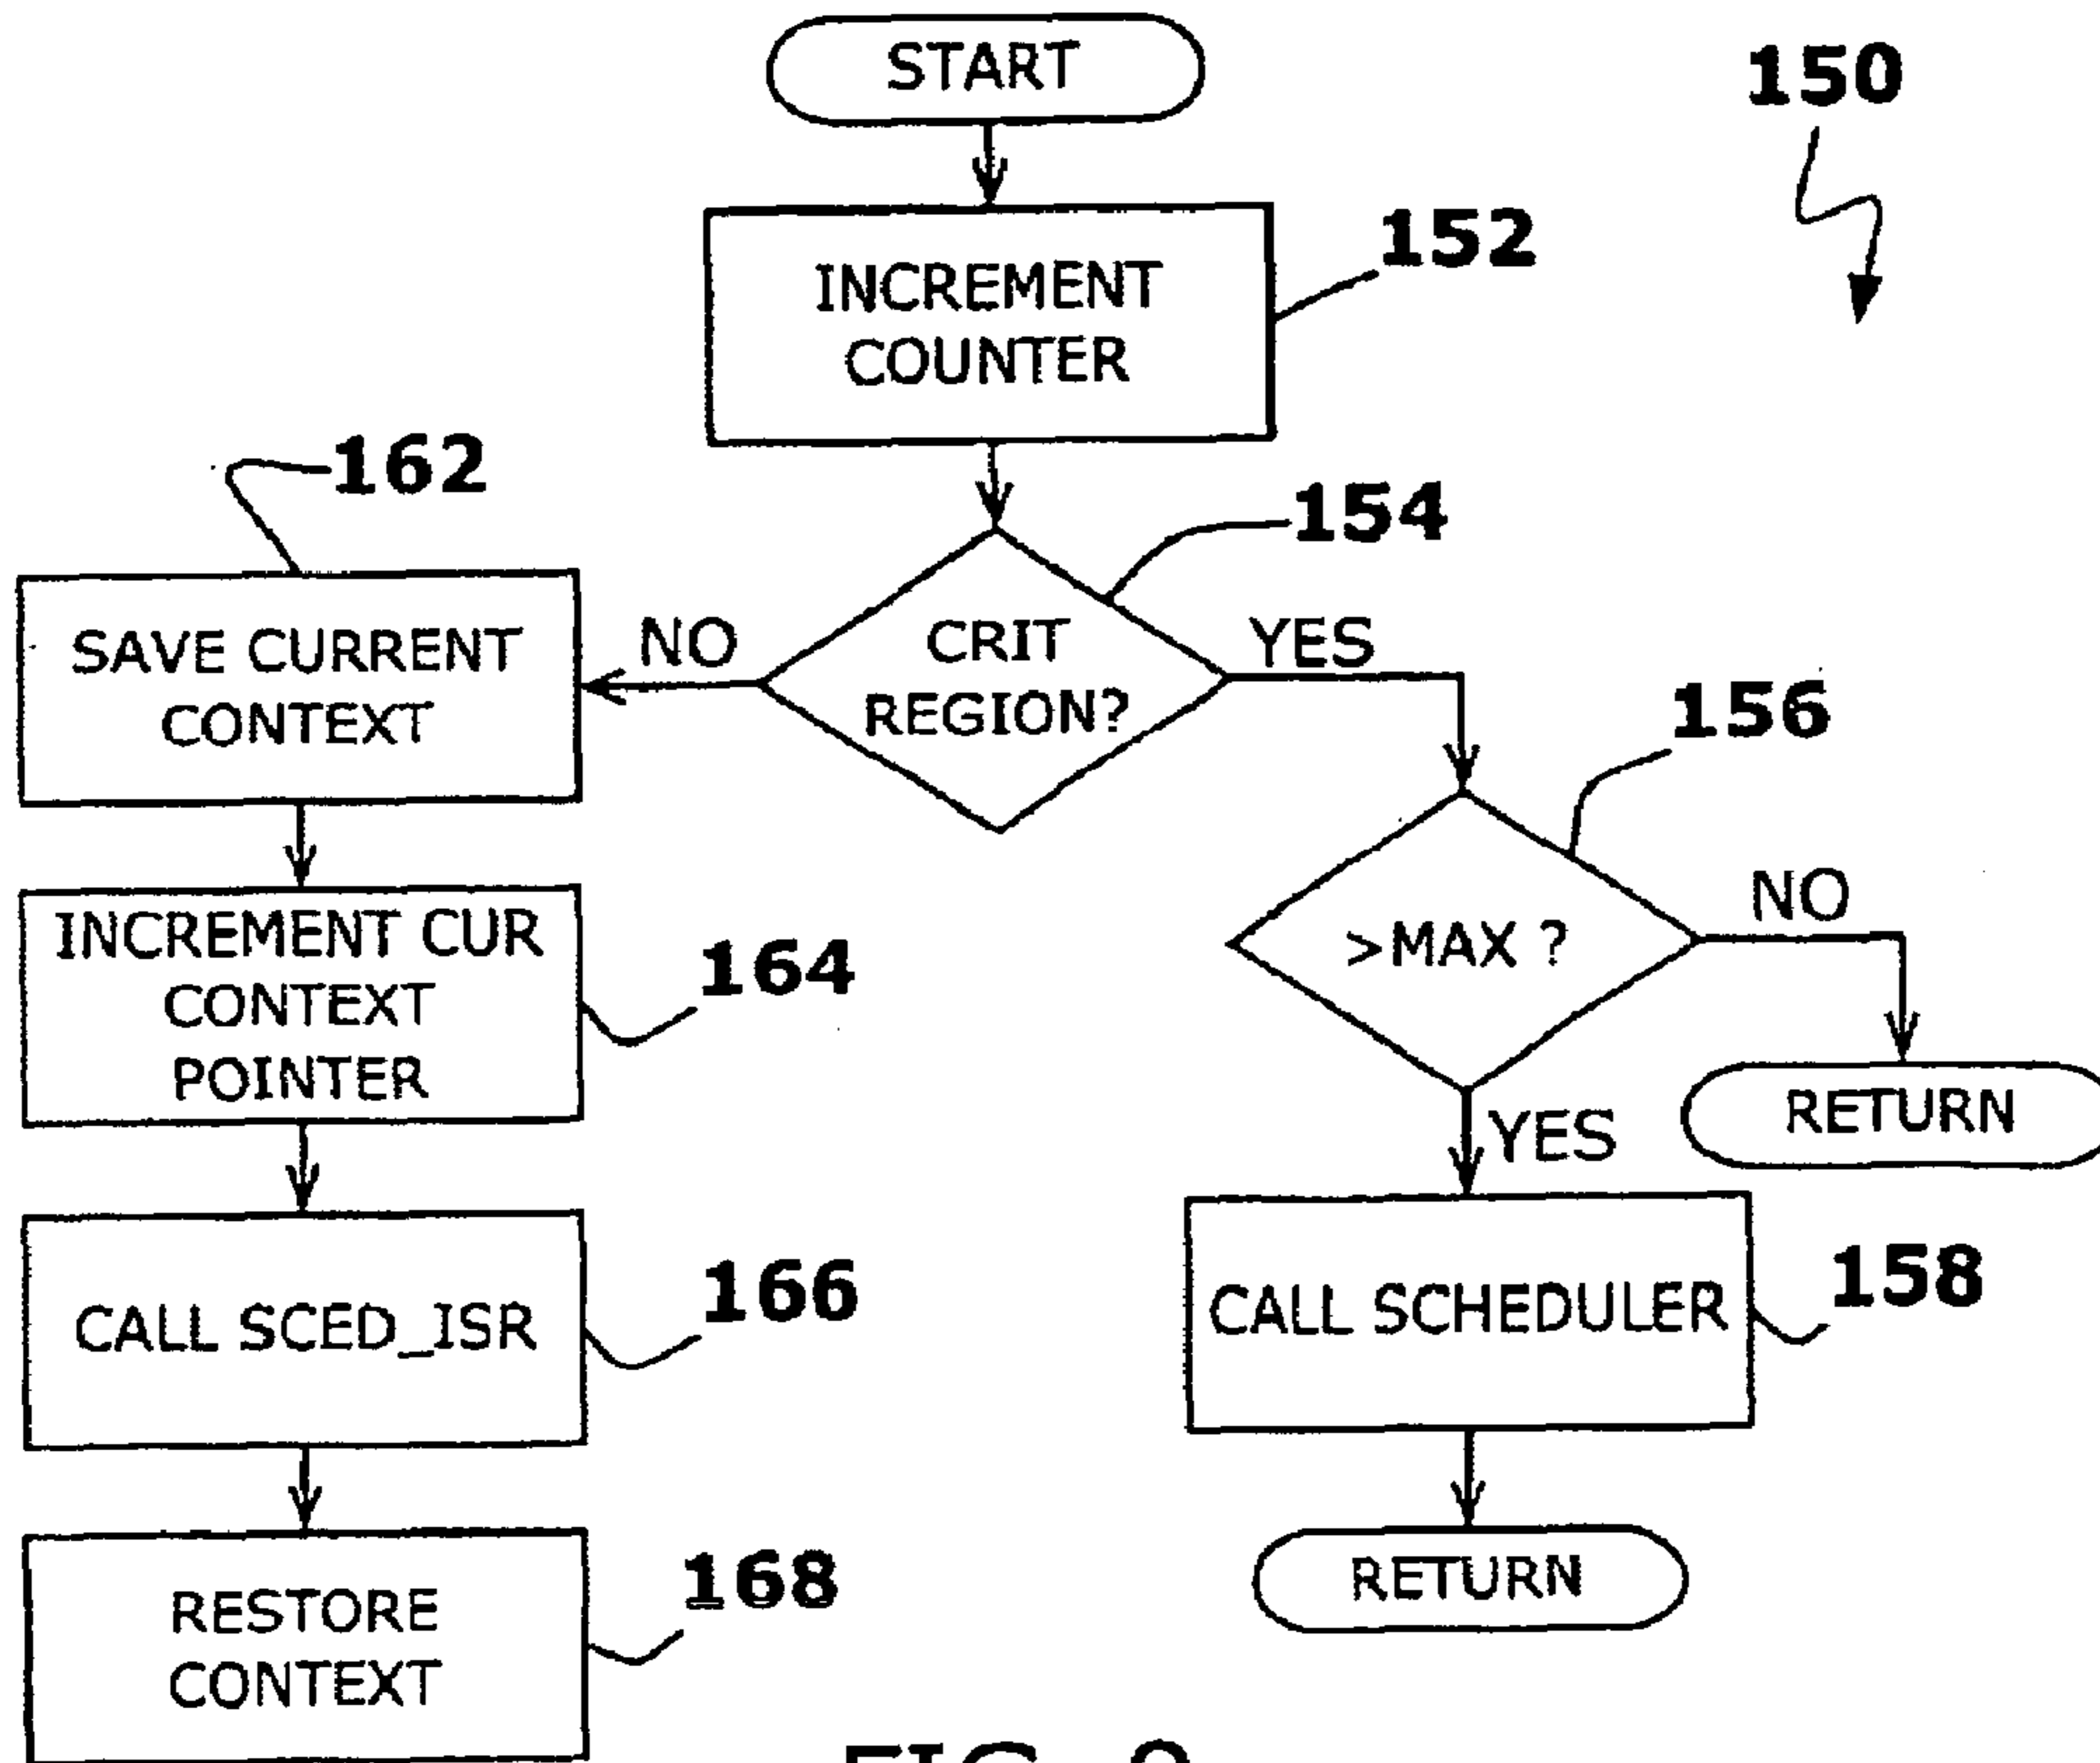 START
150
INCREMENT
COUNTER
152
162
154
SAVE CURRENT
CONTEXT
NO
CRIT
REGION?
YES
156
INCREMENT CUR
CONTEXT
POINTER
164
>MAX ?
NO
RETURN
YES
CALL SCED_ISR
166
CALL SCHEDULER
158
RESTORE
CONTEXT
168
RETURN